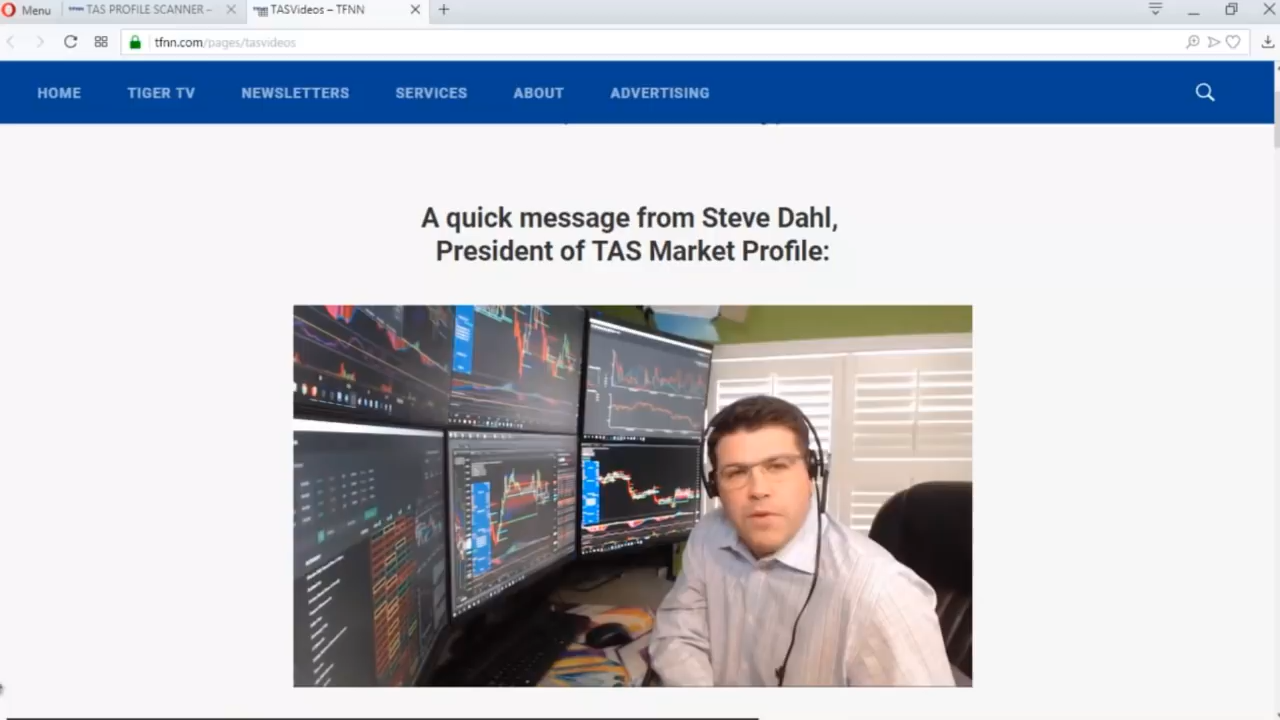 Menu
TAS PROFILE SCANNER –
TASVideos – TFNN
tfnn.com/pages/tasvideos
HOME
TIGER TV
NEWSLETTERS
SERVICES
ABOUT
ADVERTISING
A quick message from Steve Dahl,
President of TAS Market Profile: